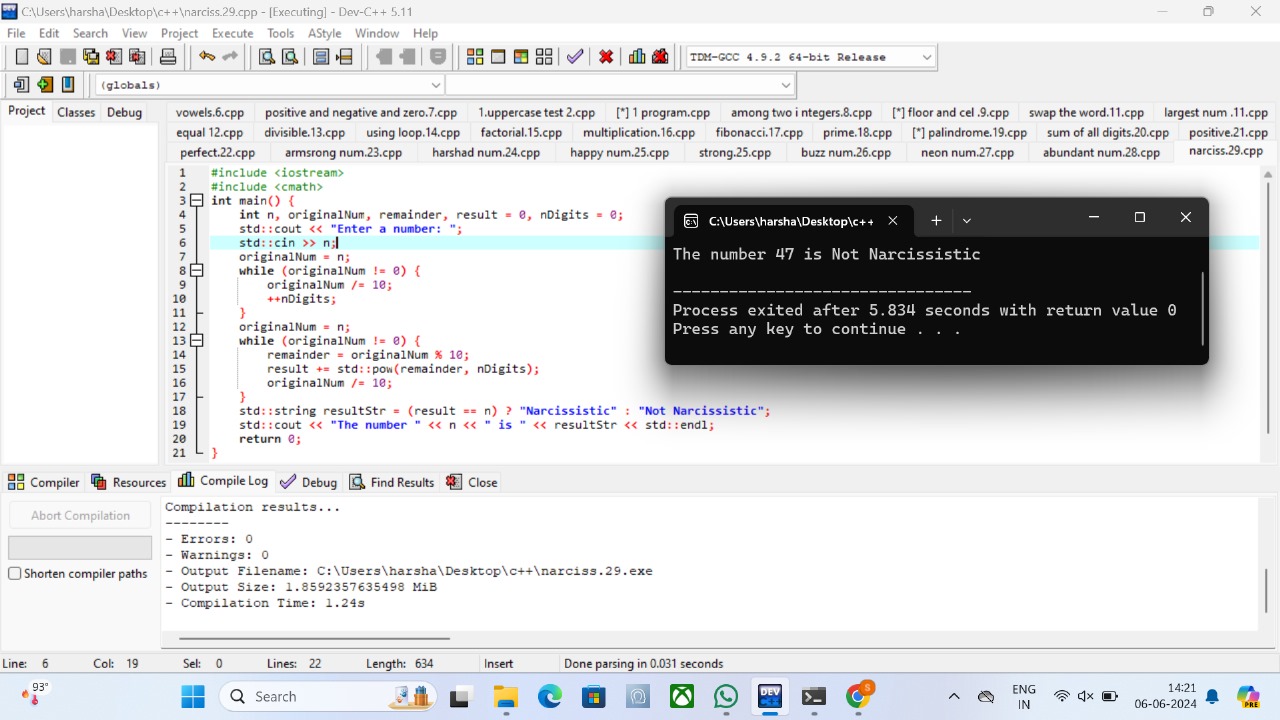 C:\Users\harsha\Desktop\c++\narciss.29.cpp - [Executing] - Dev-C++ 5.11
File Edit Search View Project Execute Tools AStyle Window Help
TDM-GCC 4.9.2 64-bit Release
(globals)
Project Classes Debug
vowels.6.cpp positive and negative and zero.7.cpp 1.uppercase test 2.cpp [*] 1 program.cpp among two i ntegers.8.cpp [*] floor and cel .9.cpp swap the word.11.cpp largest num .11.cpp
equal 12.cpp divisible.13.cpp using loop.14.cpp factorial.15.cpp multiplication.16.cpp fibonacci.17.cpp prime.18.cpp [*] palindrome.19.cpp sum of all digits.20.cpp positive.21.cpp
perfect.22.cpp armsrong num.23.cpp harshad num.24.cpp happy num.25.cpp strong.25.cpp buzz num.26.cpp neon num.27.cpp abundant num.28.cpp narciss.29.cpp
1 #include <iostream>
2 #include <cmath>
3 int main() {
4 int n, originalNum, remainder, result = 0, nDigits = 0;
5 std::cout << "Enter a number: ";
6 std::cin >> n;
7 originalNum = n;
8 while (originalNum != 0) {
9 originalNum /= 10;
10 ++nDigits;
11 }
12 originalNum = n;
13 while (originalNum != 0) {
14 remainder = originalNum % 10;
15 result += std::pow(remainder, nDigits);
16 originalNum /= 10;
17 }
18 std::string resultStr = (result == n) ? "Narcissistic" : "Not Narcissistic";
19 std::cout << "The number " << n << " is " << resultStr << std::endl;
20 return 0;
21 }
C:\Users\harsha\Desktop\c++
The number 47 is Not Narcissistic
--------------------------------
Process exited after 5.834 seconds with return value 0
Press any key to continue . . .
Compiler Resources Compile Log Debug Find Results Close
Abort Compilation
Shorten compiler paths
Compilation results...
--------
- Errors: 0
- Warnings: 0
- Output Filename: C:\Users\harsha\Desktop\c++\narciss.29.exe
- Output Size: 1.8592357635498 MiB
- Compilation Time: 1.24s
Line: 6 Col: 19 Sel: 0 Lines: 22 Length: 634 Insert Done parsing in 0.031 seconds
93°
Search
DEV
S
ENG
IN
14:21
06-06-2024
PRE